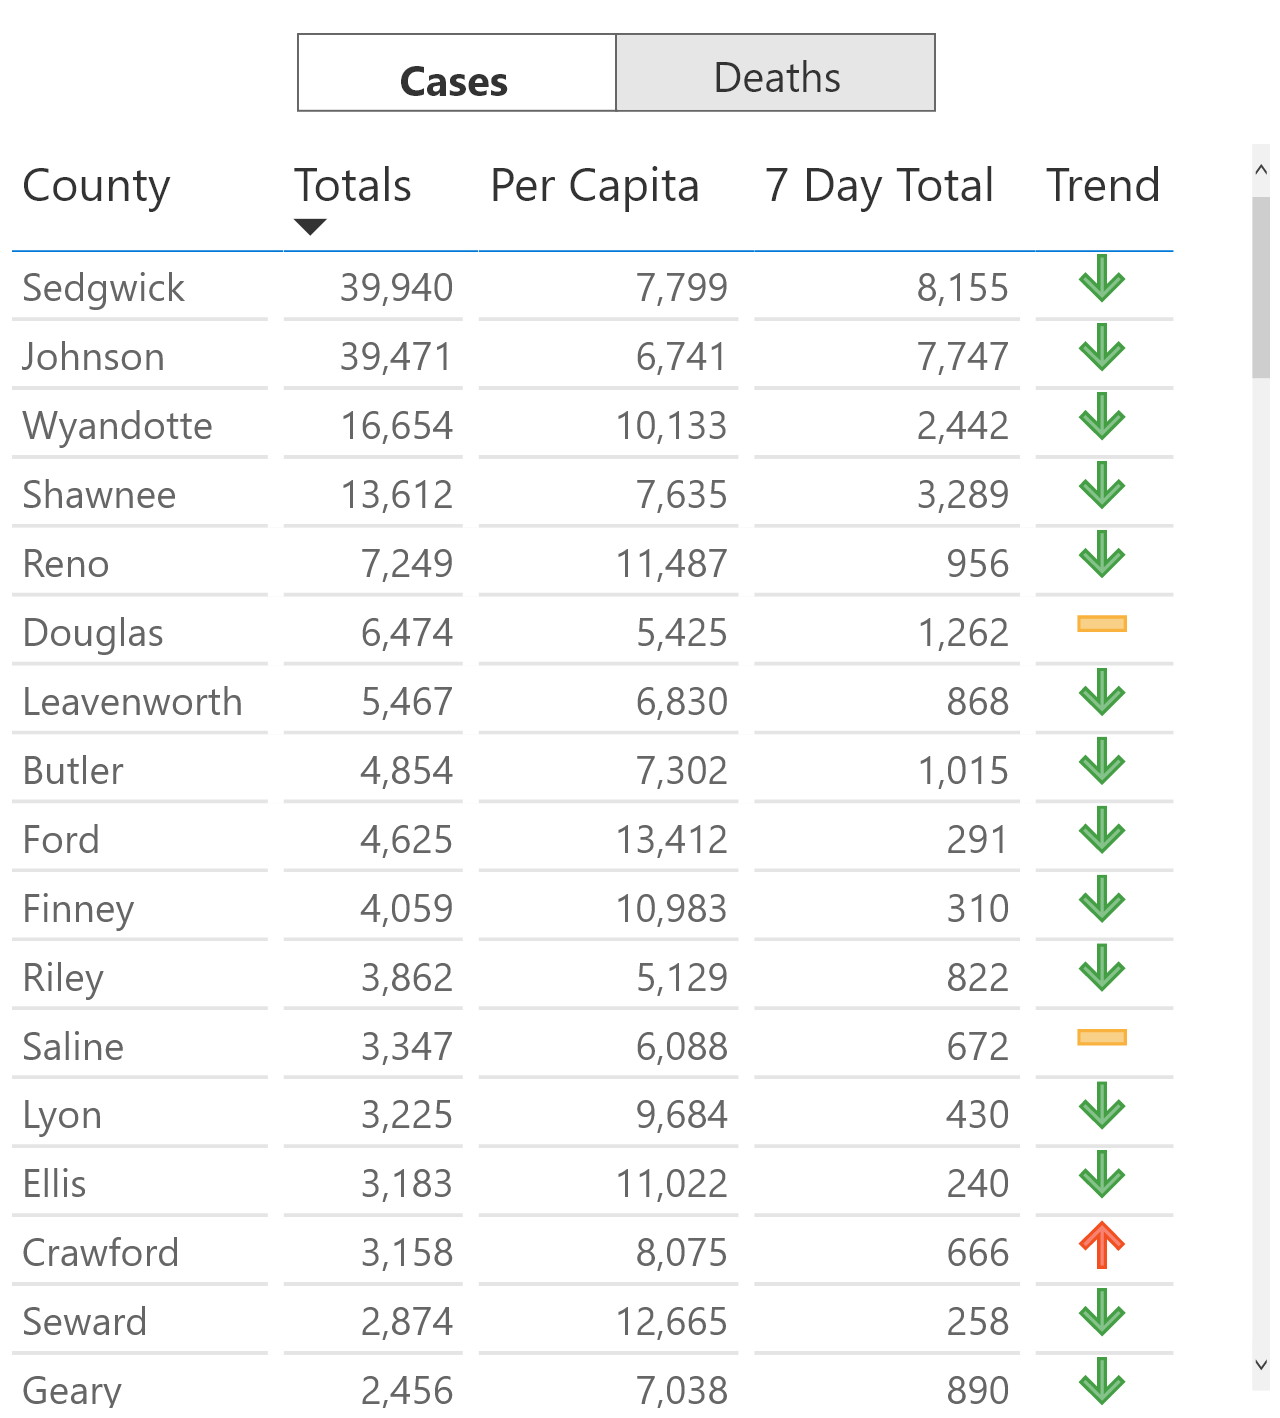 Cases Deaths
County Totals Per Capita 7 Day Total Trend
Sedgwick 39,940 7,799 8,155
Johnson 39,471 6,741 7,747
Wyandotte 16,654 10,133 2,442
Shawnee 13,612 7,635 3,289
Reno 7,249 11,487 956
Douglas 6,474 5,425 1,262
Leavenworth 5,467 6,830 868
Butler 4,854 7,302 1,015
Ford 4,625 13,412 291
Finney 4,059 10,983 310
Riley 3,862 5,129 822
Saline 3,347 6,088 672
Lyon 3,225 9,684 430
Ellis 3,183 11,022 240
Crawford 3,158 8,075 666
Seward 2,874 12,665 258
Geary 2,456 7,038 890